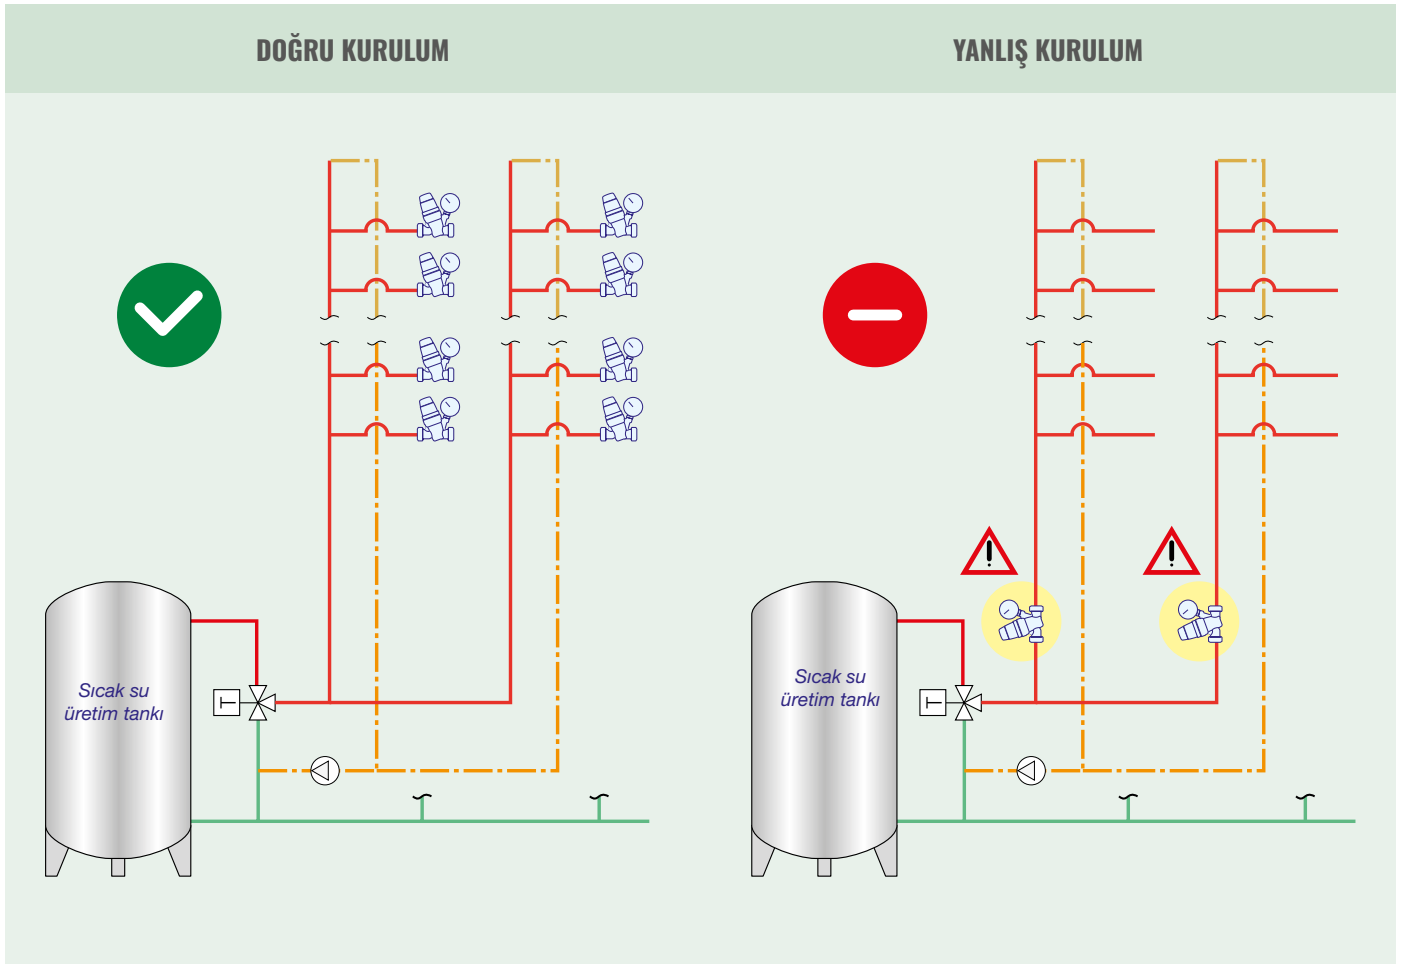 DOĞRU KURULUM
YANLIŞ KURULUM
Sıcak su
üretim tankı
T
Sıcak su
üretim tankı
T